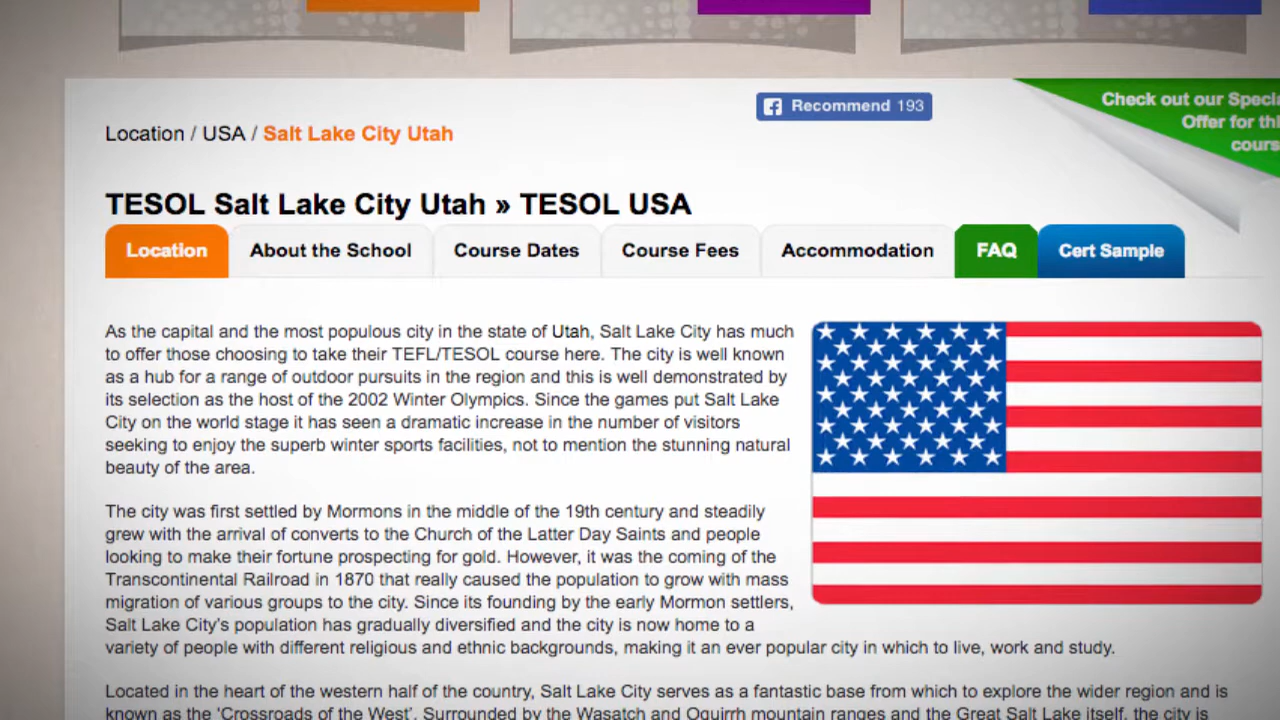 Recommend 193
Check out our Speci
Offer for thi
cours
Location / USA / Salt Lake City Utah
TESOL Salt Lake City Utah » TESOL USA
Location About the School Course Dates Course Fees Accommodation FAQ Cert Sample
As the capital and the most populous city in the state of Utah, Salt Lake City has much
to offer those choosing to take their TEFL/TESOL course here. The city is well known
as a hub for a range of outdoor pursuits in the region and this is well demonstrated by
its selection as the host of the 2002 Winter Olympics. Since the games put Salt Lake
City on the world stage it has seen a dramatic increase in the number of visitors
seeking to enjoy the superb winter sports facilities, not to mention the stunning natural
beauty of the area.
The city was first settled by Mormons in the middle of the 19th century and steadily
grew with the arrival of converts to the Church of the Latter Day Saints and people
looking to make their fortune prospecting for gold. However, it was the coming of the
Transcontinental Railroad in 1870 that really caused the population to grow with mass
migration of various groups to the city. Since its founding by the early Mormon settlers,
Salt Lake City's population has gradually diversified and the city is now home to a
variety of people with different religious and ethnic backgrounds, making it an ever popular city in which to live, work and study.
Located in the heart of the western half of the country, Salt Lake City serves as a fantastic base from which to explore the wider region and is
known as the 'Crossroads of the West'. Surrounded by the Wasatch and Oquirrh mountain ranges and the Great Salt Lake itself, the city is